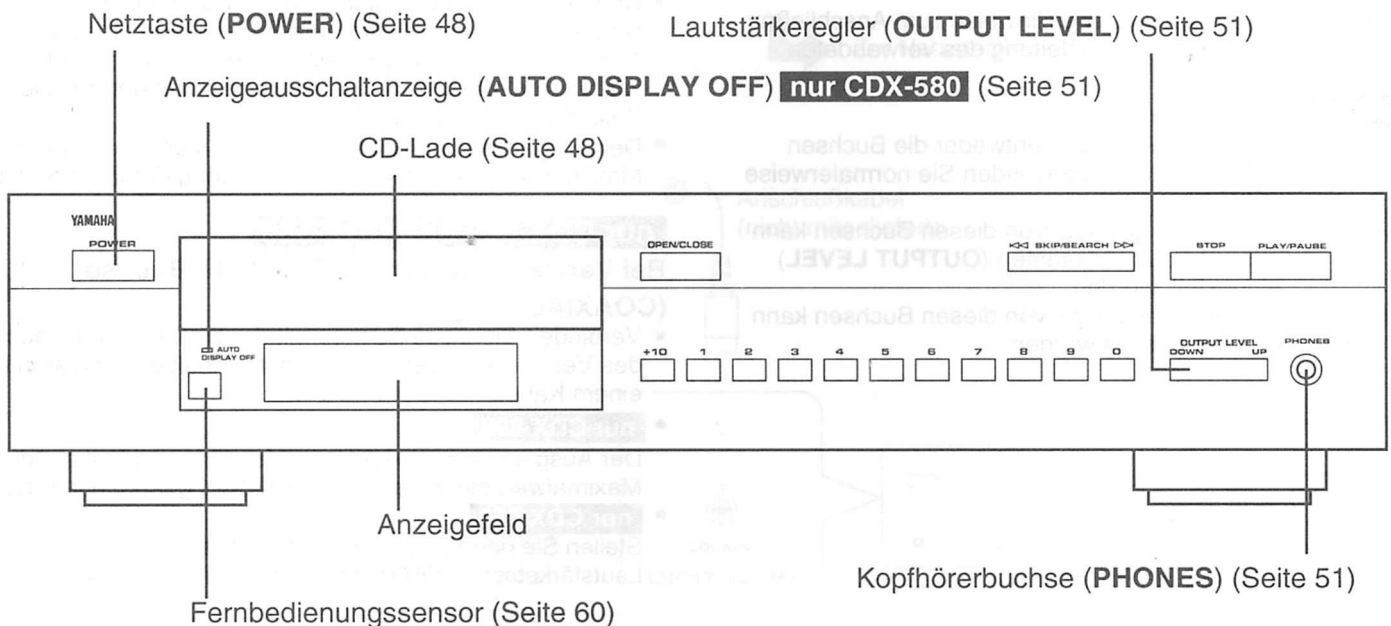 Netztaste (POWER) (Seite 48)
Lautstärkeregler (OUTPUT LEVEL) (Seite 51)
Anzeigeausschaltanzeige (AUTO DISPLAY OFF) nur CDX-580 (Seite 51)
CD-Lade (Seite 48)
YAMAHA
POWER
OPEN/CLOSE
SKIP/SEARCH
STOP
PLAY/PAUSE
AUTO
DISPLAY OFF
+10 1 2 3 4 5 6 7 8 9 0
OUTPUT LEVEL
DOWN UP
PHONES
Anzeigefeld
Kopfhörerbuchse (PHONES) (Seite 51)
Fernbedienungssensor (Seite 60)